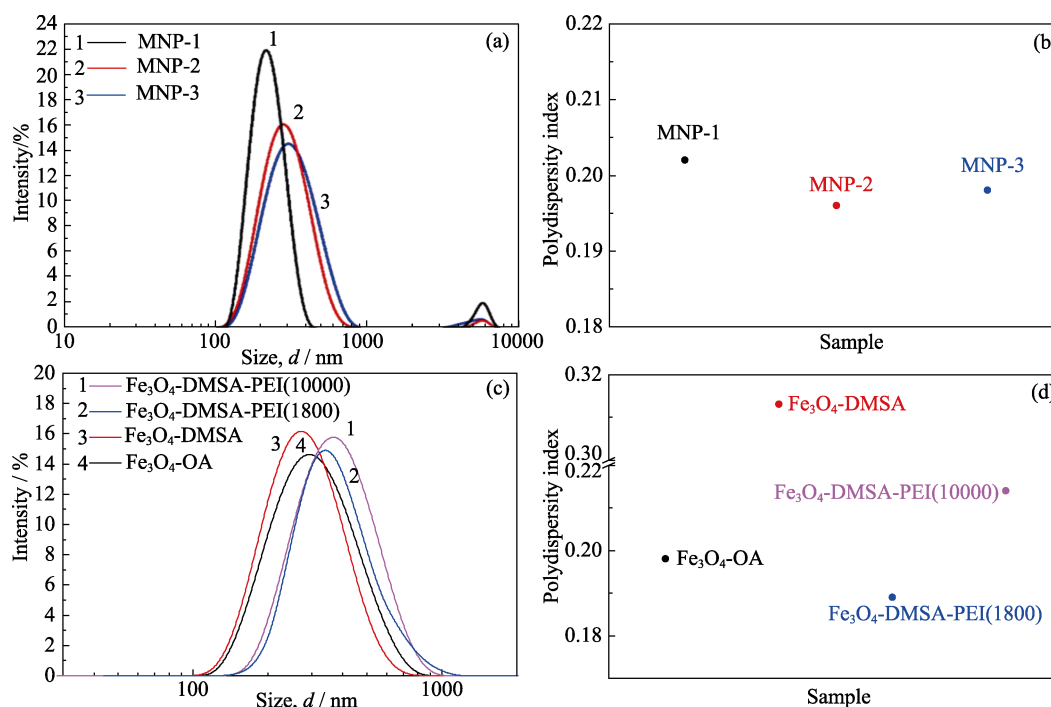 (a)
1 MNP-1
2 MNP-2
3 MNP-3
1
2
3
24
22
20
18
16
14
12
10
8
6
4
2
0
Intensity/%
10 100 1000 10000
Size, d / nm
(b)
0.22
0.21
0.20
0.19
0.18
Polydispersity index
MNP-1
MNP-2
MNP-3
Sample
(c)
1 Fe₃O₄-DMSA-PEI(10000)
2 Fe₃O₄-DMSA-PEI(1800)
3 Fe₃O₄-DMSA
4 Fe₃O₄-OA
3 4 1
2
20
18
16
14
12
10
8
6
4
2
0
Intensity / %
100 1000
Size, d / nm
(d)
0.32
0.30
0.22
0.20
0.18
Polydispersity index
Fe₃O₄-DMSA
Fe₃O₄-DMSA-PEI(10000)
Fe₃O₄-OA
Fe₃O₄-DMSA-PEI(1800)
Sample